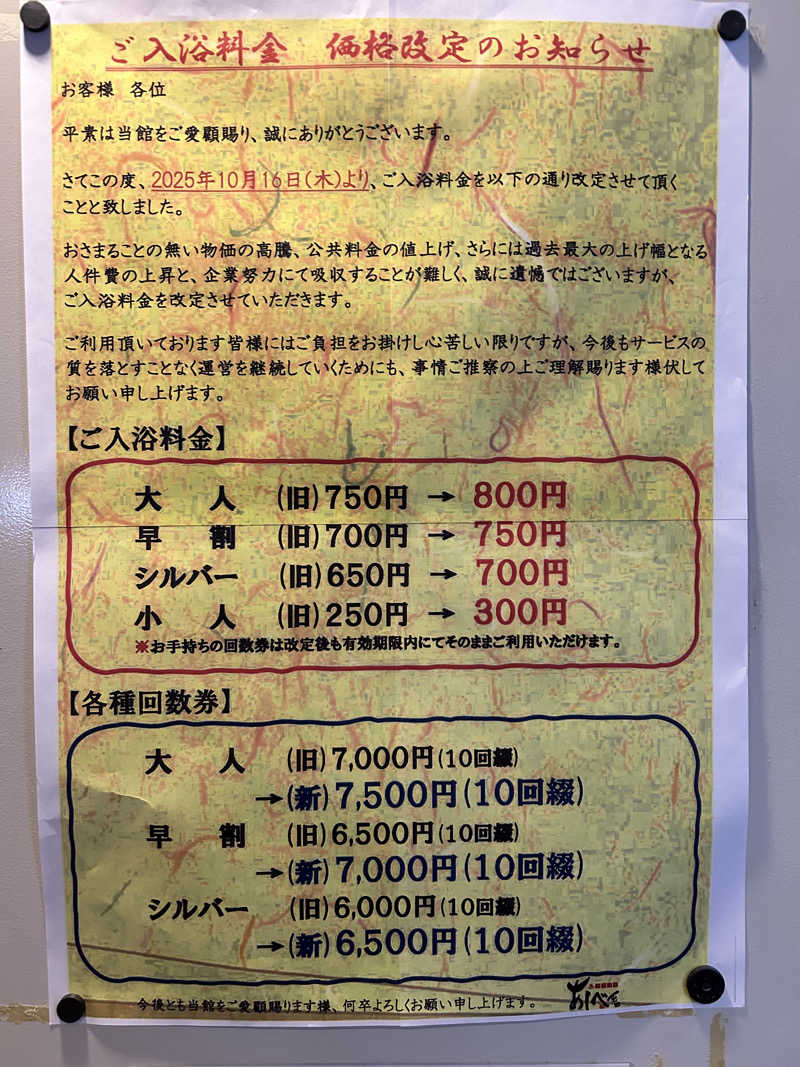 ご入浴料金　価格改定のお知らせ
お客様　各位
平素は当館をご愛顧賜り、誠にありがとうございます。
さてこの度、2025年10月16日(木)より、ご入浴料金を以下の通り改定させて頂く
ことと致しました。
おさまることの無い物価の高騰、公共料金の値上げ、さらには過去最大の上げ幅となる
人件費の上昇と、企業努力にて吸収することが難しく、誠に遺憾ではございますが、
ご入浴料金を改定させていただきます。
ご利用頂いております皆様にはご負担をお掛けし心苦しい限りですが、今後もサービスの
質を落とすことなく運営を継続していくためにも、事情ご推察の上ご理解賜ります様伏して
お願い申し上げます。
【ご入浴料金】
大　人　(旧)750円 → 800円
早　割　(旧)700円 → 750円
シルバー　(旧)650円 → 700円
小　人　(旧)250円 → 300円
※お手持ちの回数券は改定後も有効期限内にてそのままご利用いただけます。
【各種回数券】
大　人　(旧)7,000円(10回綴)
→(新)7,500円(10回綴)
早　割　(旧)6,500円(10回綴)
→(新)7,000円(10回綴)
シルバー　(旧)6,000円(10回綴)
→(新)6,500円(10回綴)
今後とも当館をご愛顧賜ります様、何卒よろしくお願い申し上げます。